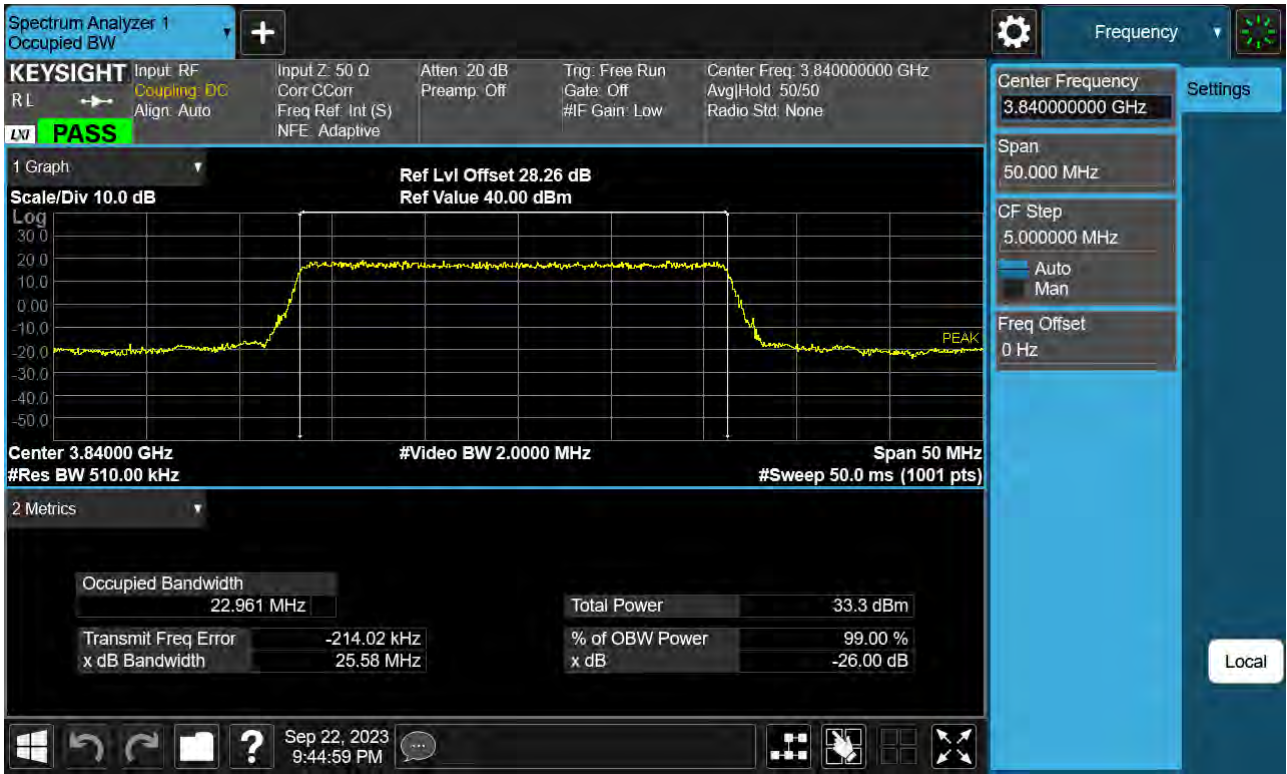 Spectrum Analyzer 1
Occupied BW
+
Frequency
KEYSIGHT
R L
LXI PASS
Input: RF
Coupling: DC
Align: Auto
Input Z: 50 Ω
Corr CCorr
Freq Ref: Int (S)
NFE: Adaptive
Atten: 20 dB
Preamp: Off
Trig: Free Run
Gate: Off
#IF Gain: Low
Center Freq: 3.840000000 GHz
Avg|Hold: 50/50
Radio Std: None
Center Frequency
3.840000000 GHz
Settings
Span
50.000 MHz
CF Step
5.000000 MHz
Auto
Man
Freq Offset
0 Hz
Local
1 Graph
Scale/Div 10.0 dB
Ref Lvl Offset 28.26 dB
Ref Value 40.00 dBm
Log
30.0
20.0
10.0
0.00
-10.0
-20.0
-30.0
-40.0
-50.0
PEAK
Center 3.84000 GHz
#Video BW 2.0000 MHz
Span 50 MHz
#Res BW 510.00 kHz
#Sweep 50.0 ms (1001 pts)
2 Metrics
Occupied Bandwidth
22.961 MHz
Transmit Freq Error -214.02 kHz
x dB Bandwidth 25.58 MHz
Total Power 33.3 dBm
% of OBW Power 99.00 %
x dB -26.00 dB
?
Sep 22, 2023
9:44:59 PM